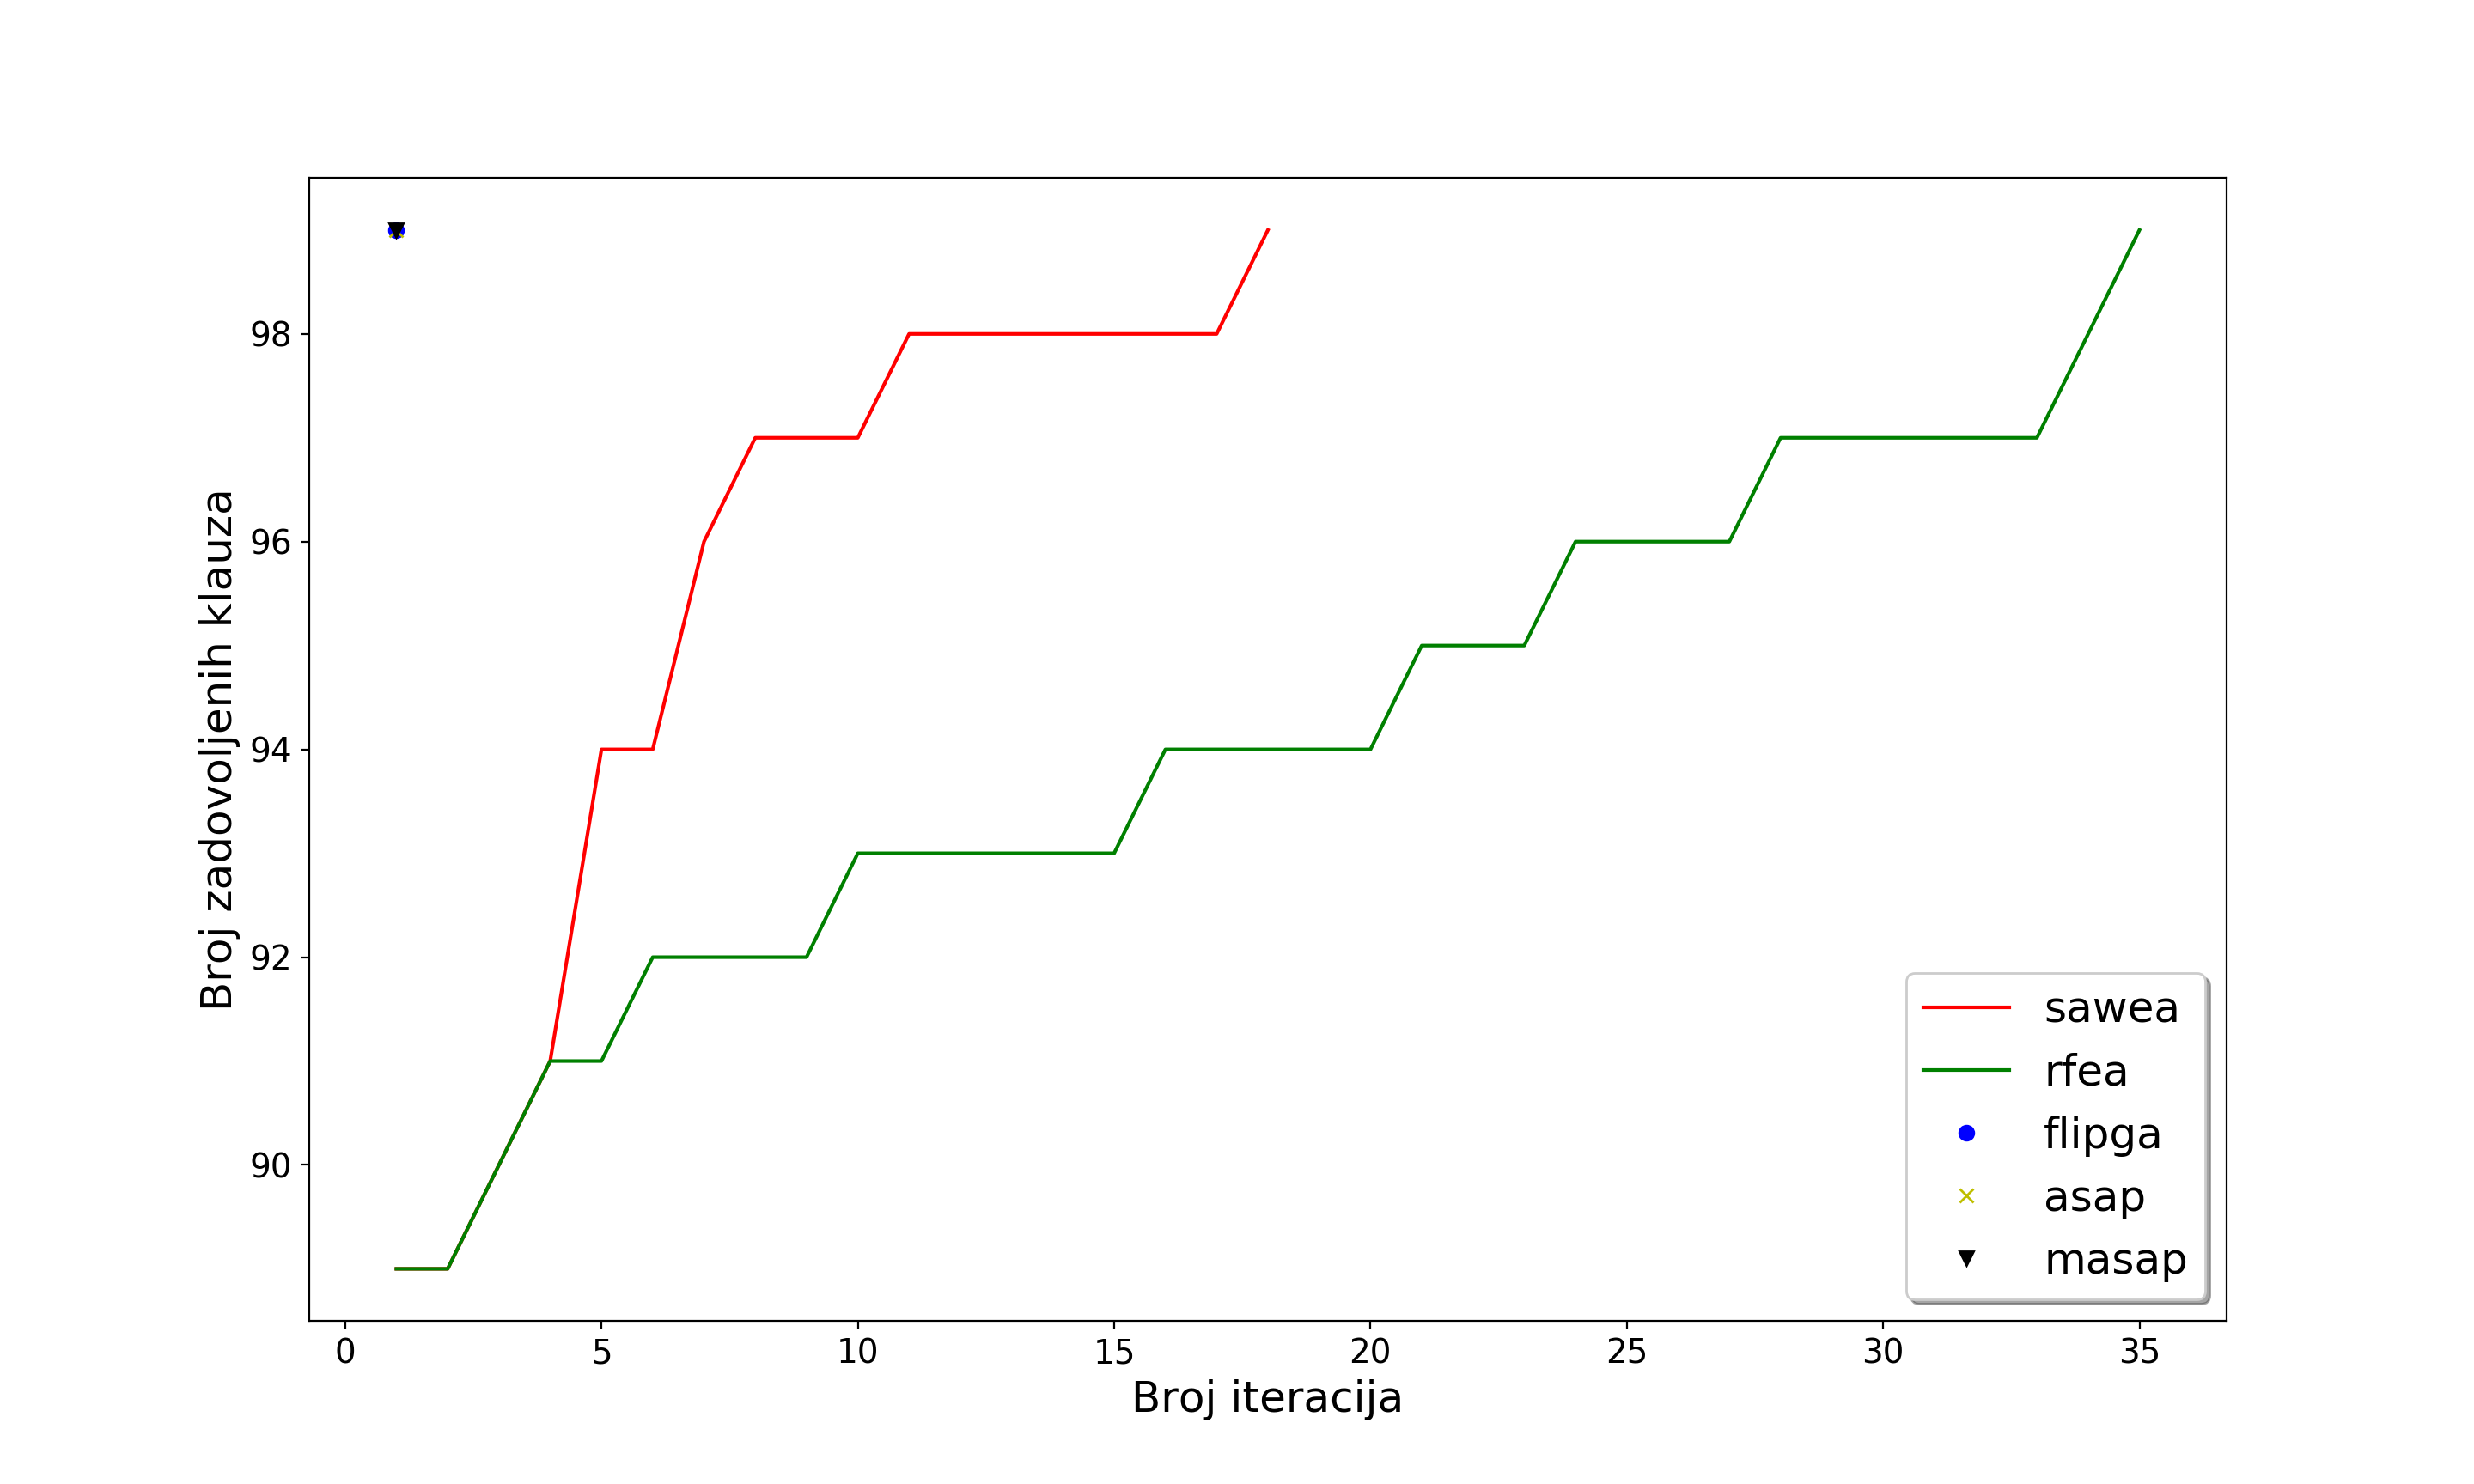 98
96
94
92
90
Broj zadovoljenih klauza
0 5 10 15 20 25 30 35
Broj iteracija
sawea
rfea
flipga
asap
masap